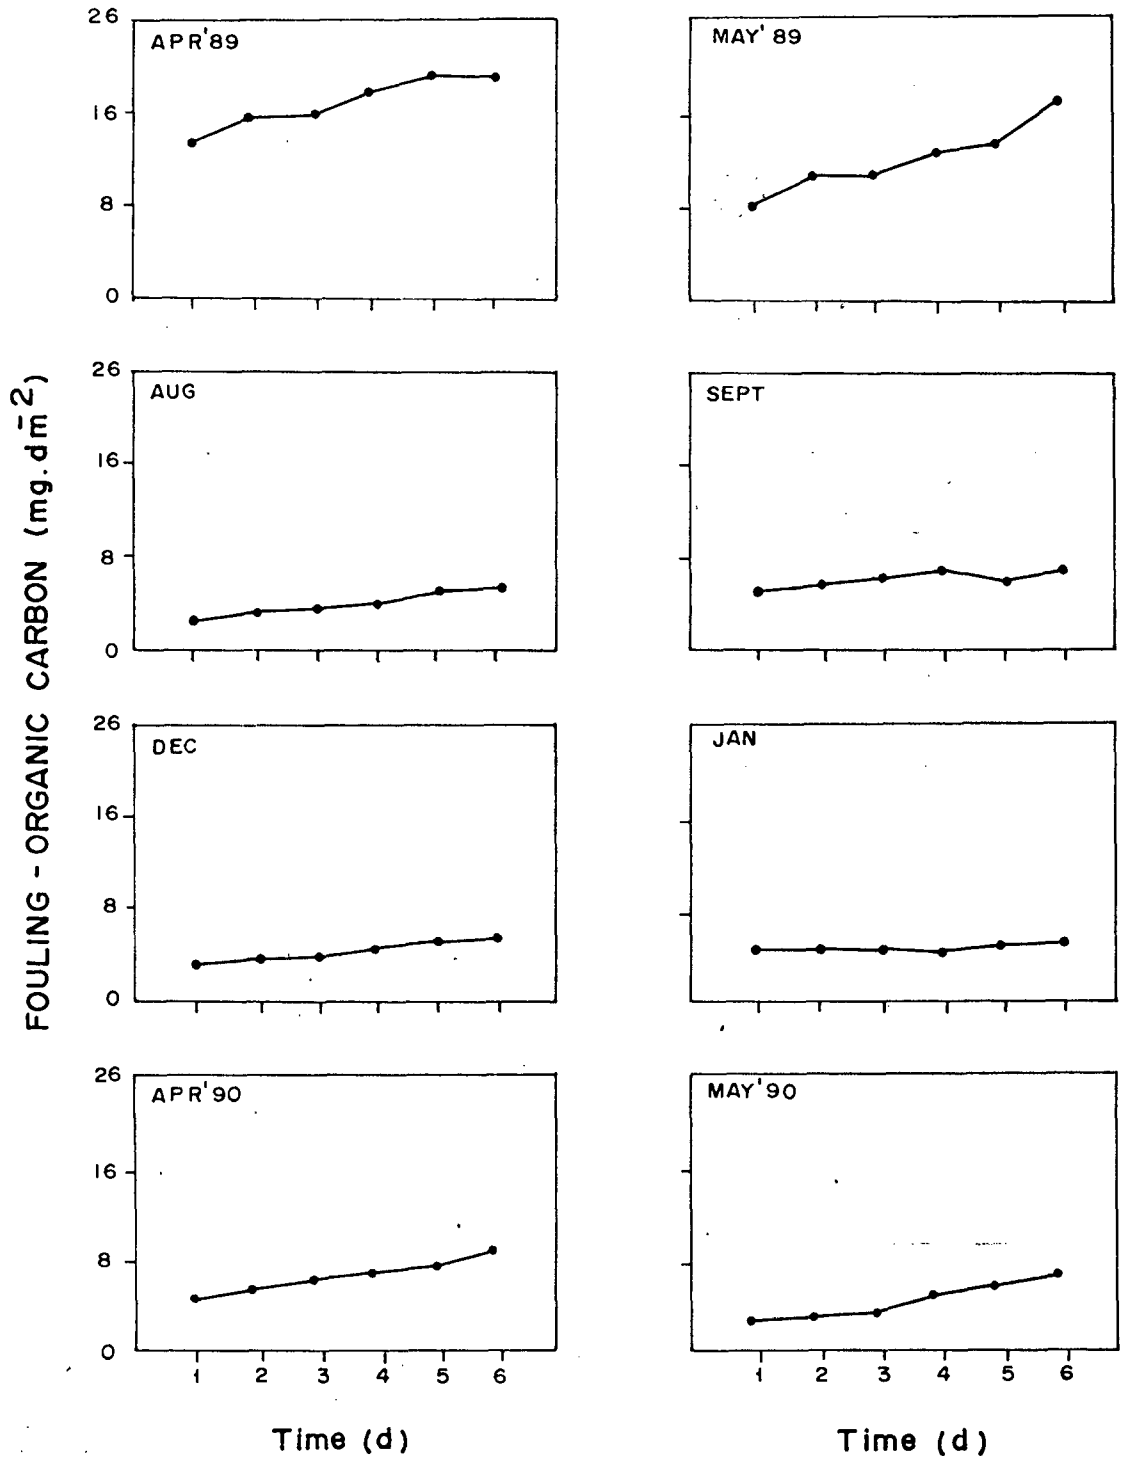 FOULING - ORGANIC CARBON (mg.dm̄²)
26
APR'89
16
8
0
MAY'89
26
AUG
16
8
0
SEPT
26
DEC
16
8
0
JAN
26
APR'90
16
8
0
1 2 3 4 5 6
Time (d)
MAY'90
1 2 3 4 5 6
Time (d)